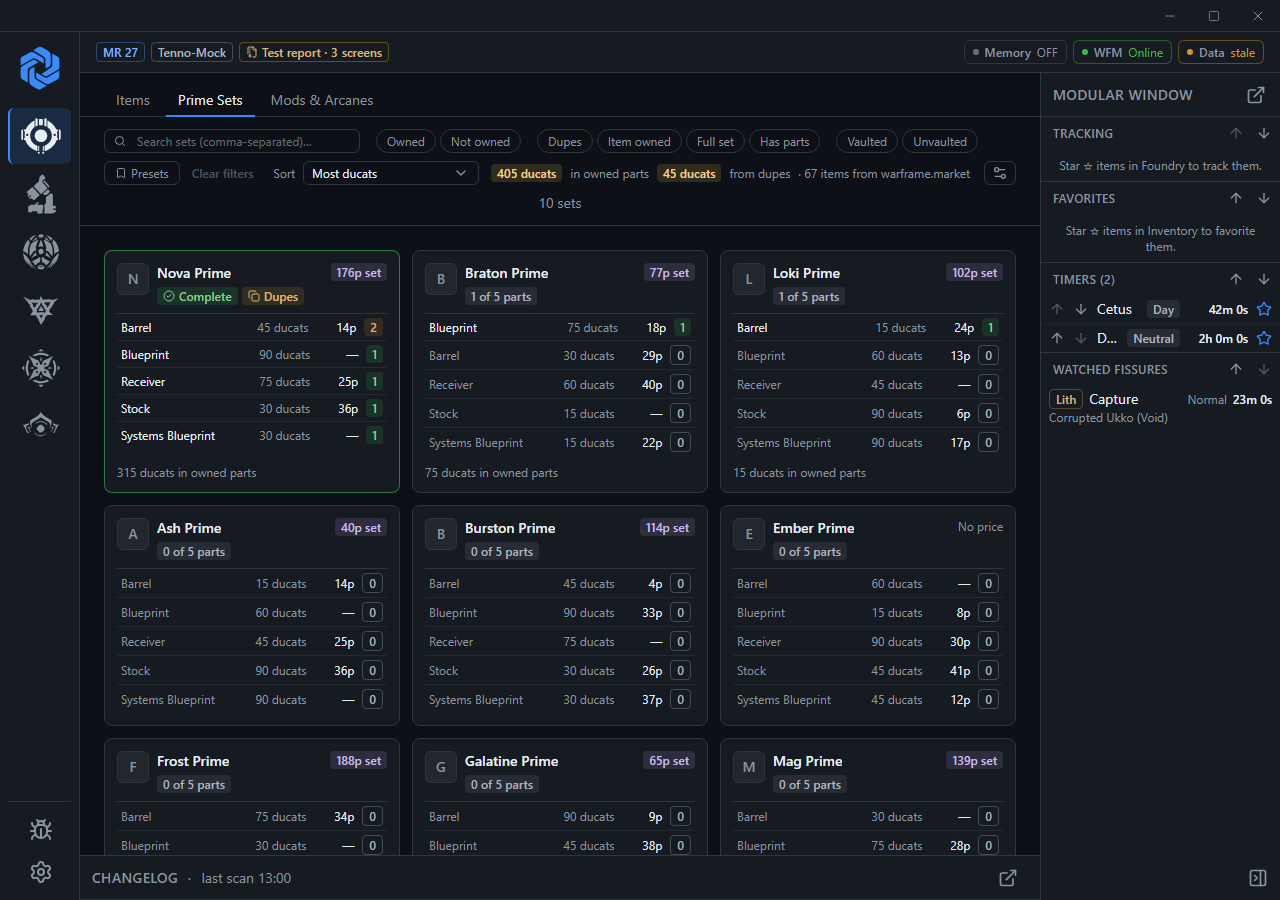 MR 27 Tenno-Mock Test report · 3 screens Memory OFF WFM Online Data stale
Items Prime Sets Mods & Arcanes
Search sets (comma-separated)... Owned Not owned Dupes Item owned Full set Has parts Vaulted Unvaulted
Presets Clear filters Sort Most ducats 405 ducats in owned parts 45 ducats from dupes · 67 items from warframe.market
10 sets
N Nova Prime 176p set
Complete Dupes
Barrel 45 ducats 14p 2
Blueprint 90 ducats — 1
Receiver 75 ducats 25p 1
Stock 30 ducats 36p 1
Systems Blueprint 30 ducats — 1
315 ducats in owned parts
B Braton Prime 77p set
1 of 5 parts
Blueprint 75 ducats 18p 1
Barrel 30 ducats 29p 0
Receiver 60 ducats 40p 0
Stock 15 ducats — 0
Systems Blueprint 15 ducats 22p 0
75 ducats in owned parts
L Loki Prime 102p set
1 of 5 parts
Barrel 15 ducats 24p 1
Blueprint 60 ducats 13p 0
Receiver 45 ducats — 0
Stock 90 ducats 6p 0
Systems Blueprint 90 ducats 17p 0
15 ducats in owned parts
A Ash Prime 40p set
0 of 5 parts
Barrel 15 ducats 14p 0
Blueprint 60 ducats — 0
Receiver 45 ducats 25p 0
Stock 90 ducats 36p 0
Systems Blueprint 90 ducats — 0
B Burston Prime 114p set
0 of 5 parts
Barrel 45 ducats 4p 0
Blueprint 90 ducats 33p 0
Receiver 75 ducats — 0
Stock 30 ducats 26p 0
Systems Blueprint 30 ducats 37p 0
E Ember Prime No price
0 of 5 parts
Barrel 60 ducats — 0
Blueprint 15 ducats 8p 0
Receiver 90 ducats 30p 0
Stock 45 ducats 41p 0
Systems Blueprint 45 ducats 12p 0
F Frost Prime 188p set
0 of 5 parts
Barrel 75 ducats 34p 0
Blueprint 30 ducats — 0
G Galatine Prime 65p set
0 of 5 parts
Barrel 90 ducats 9p 0
Blueprint 45 ducats 38p 0
M Mag Prime 139p set
0 of 5 parts
Barrel 30 ducats — 0
Blueprint 75 ducats 28p 0
CHANGELOG · last scan 13:00
MODULAR WINDOW
TRACKING
Star ☆ items in Foundry to track them.
FAVORITES
Star ☆ items in Inventory to favorite
them.
TIMERS (2)
Cetus Day 42m 0s
D... Neutral 2h 0m 0s
WATCHED FISSURES
Lith Capture Normal 23m 0s
Corrupted Ukko (Void)